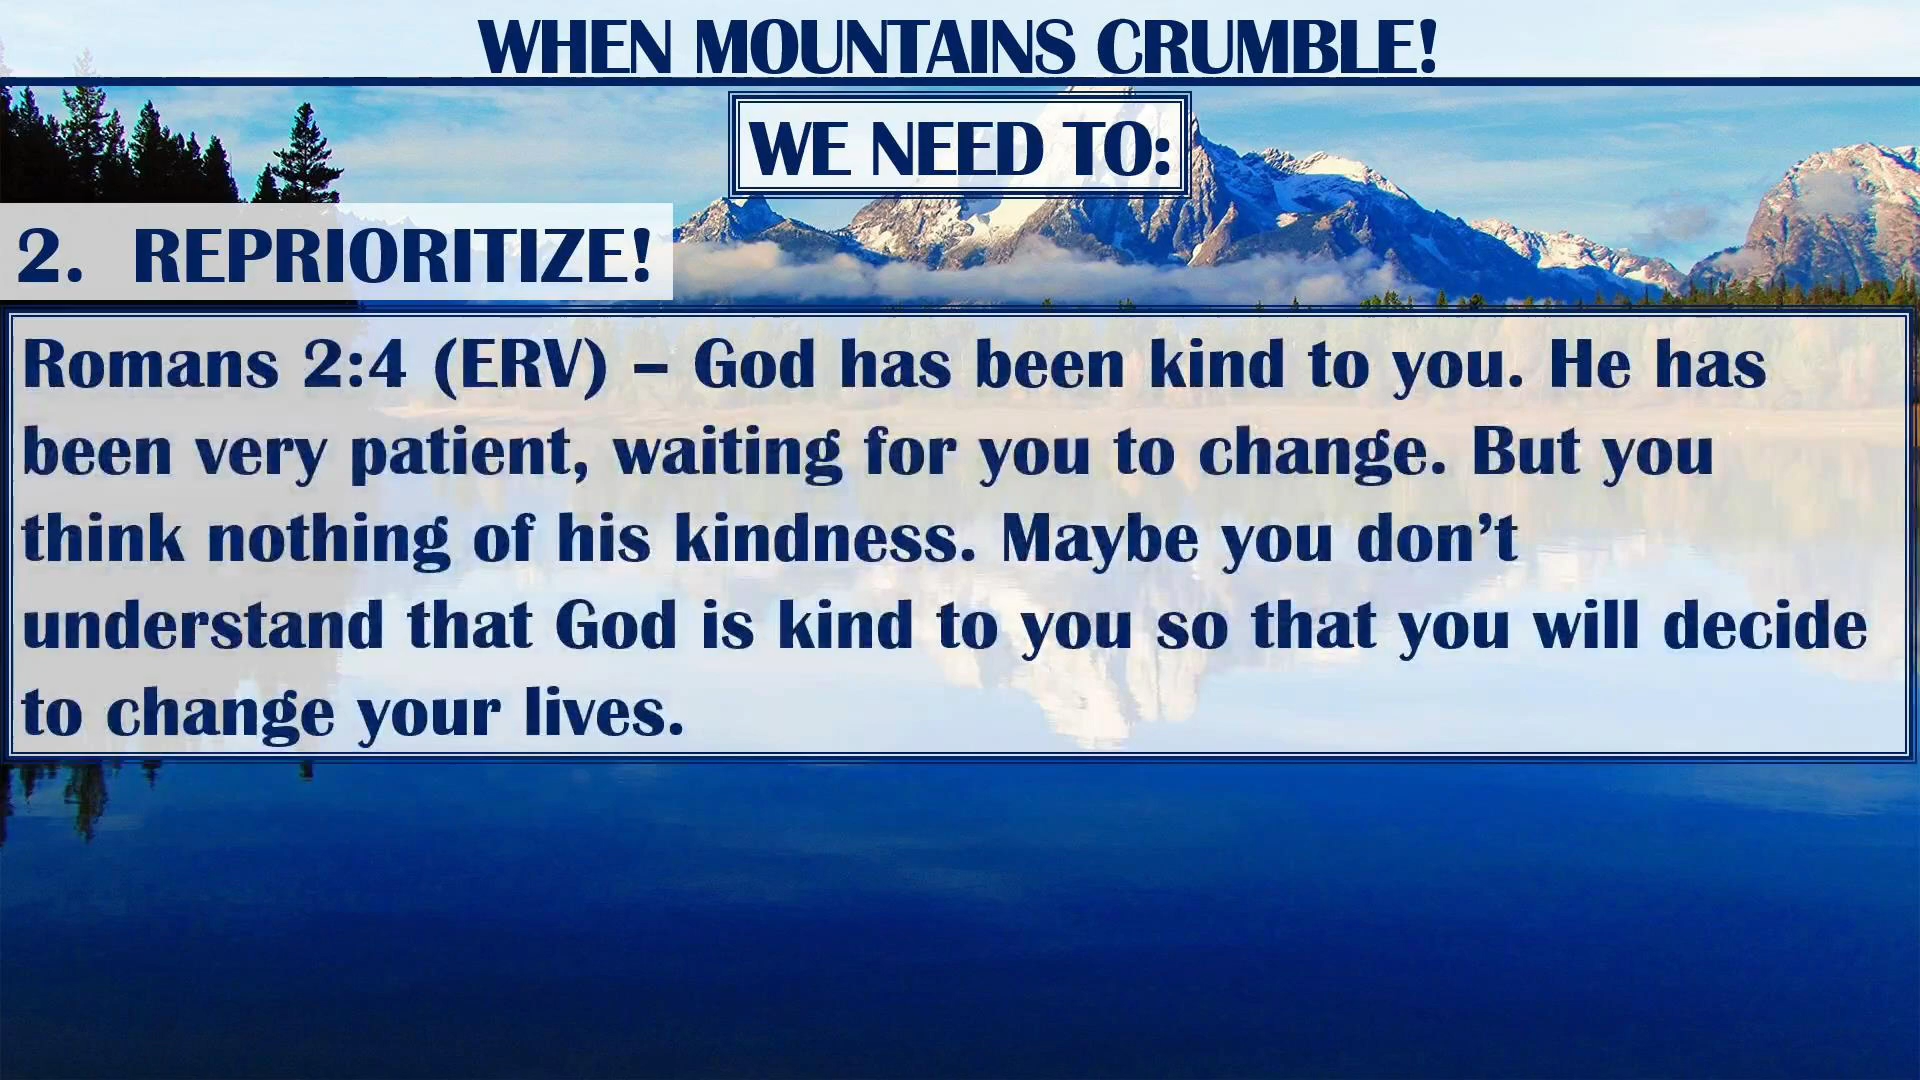 WHEN MOUNTAINS CRUMBLE!
WE NEED TO:
2. REPRIORITIZE!
Romans 2:4 (ERV) – God has been kind to you. He has
been very patient, waiting for you to change. But you
think nothing of his kindness. Maybe you don’t
understand that God is kind to you so that you will decide
to change your lives.